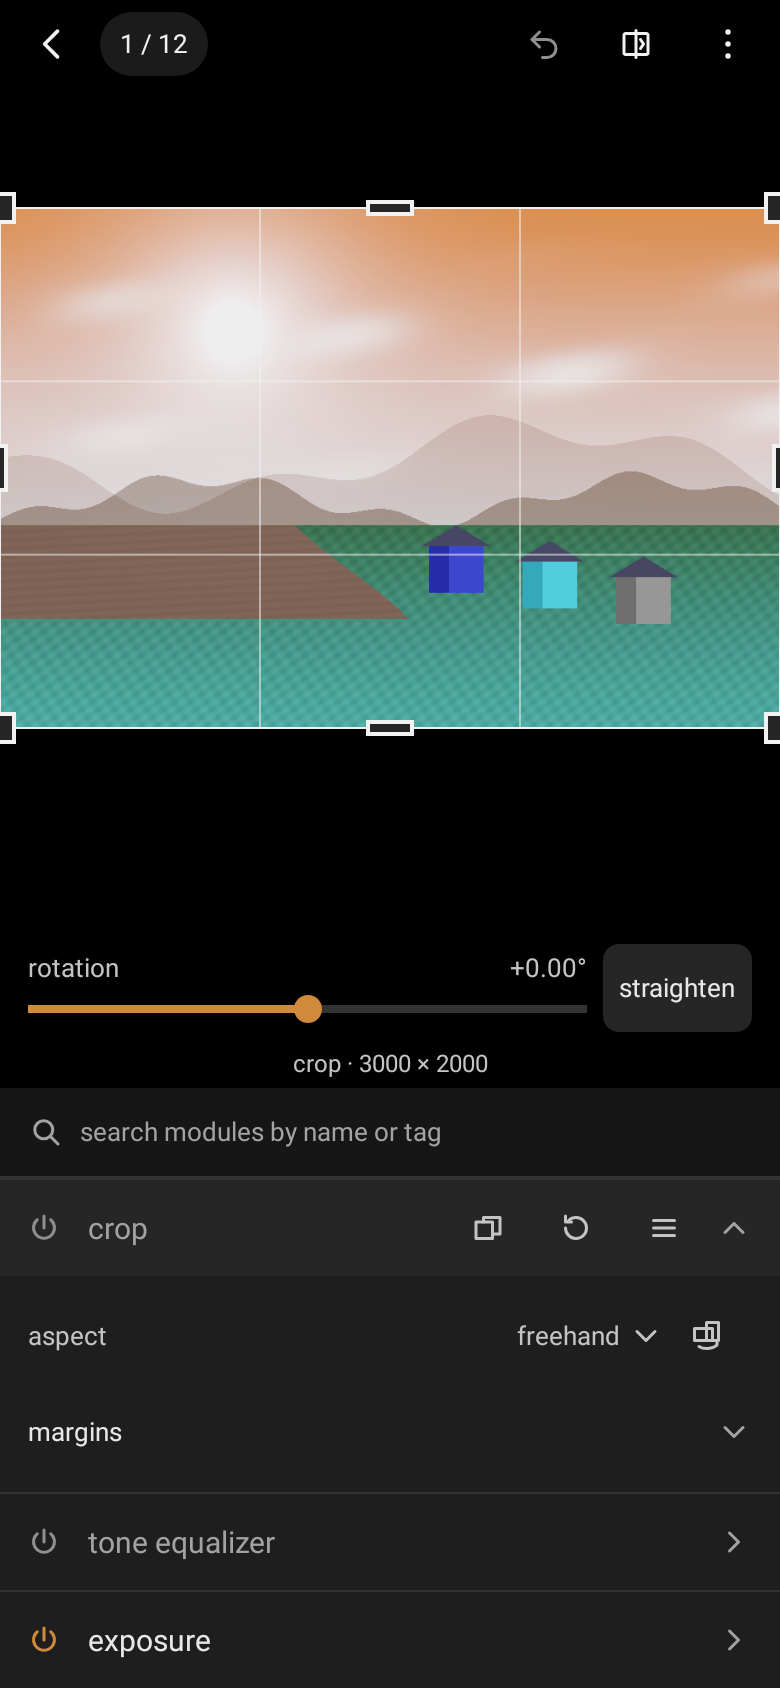 1 / 12
rotation +0.00°
straighten
crop · 3000 × 2000
search modules by name or tag
crop
aspect freehand
margins
tone equalizer
exposure